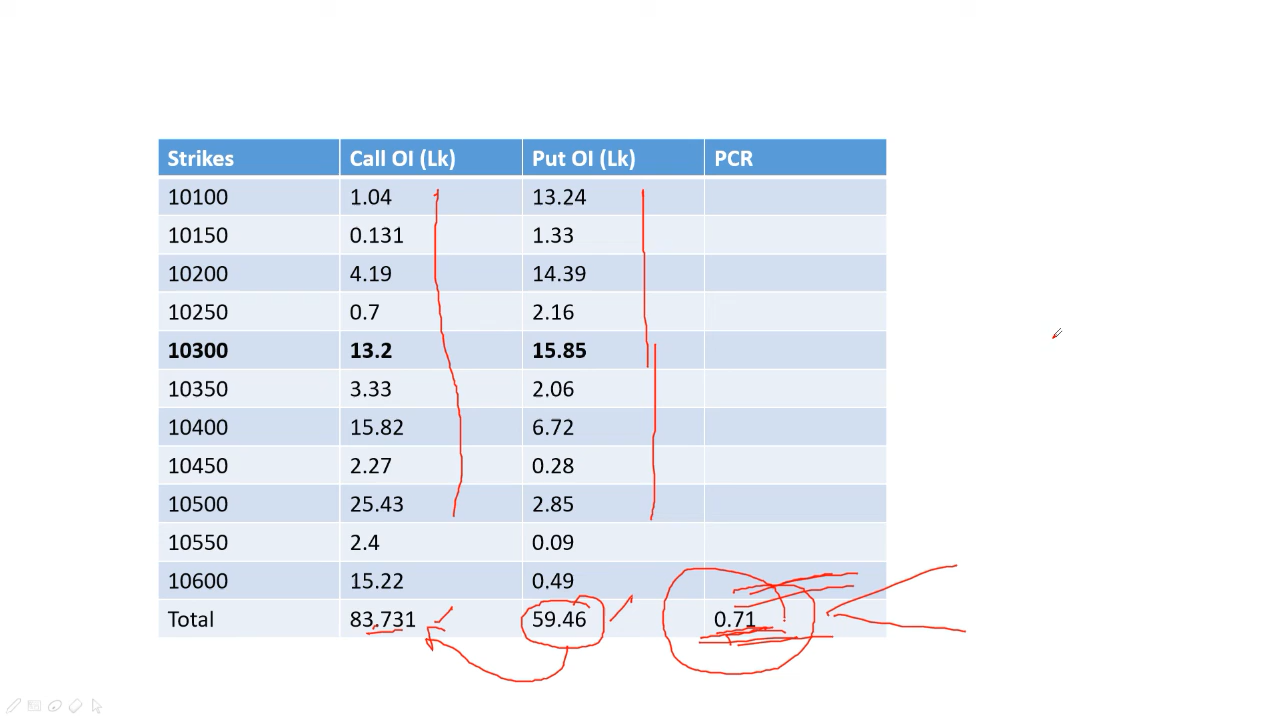 Strikes Call OI (Lk) Put OI (Lk) PCR
10100 1.04 13.24
10150 0.131 1.33
10200 4.19 14.39
10250 0.7 2.16
10300 13.2 15.85
10350 3.33 2.06
10400 15.82 6.72
10450 2.27 0.28
10500 25.43 2.85
10550 2.4 0.09
10600 15.22 0.49
Total 83.731 59.46 0.71